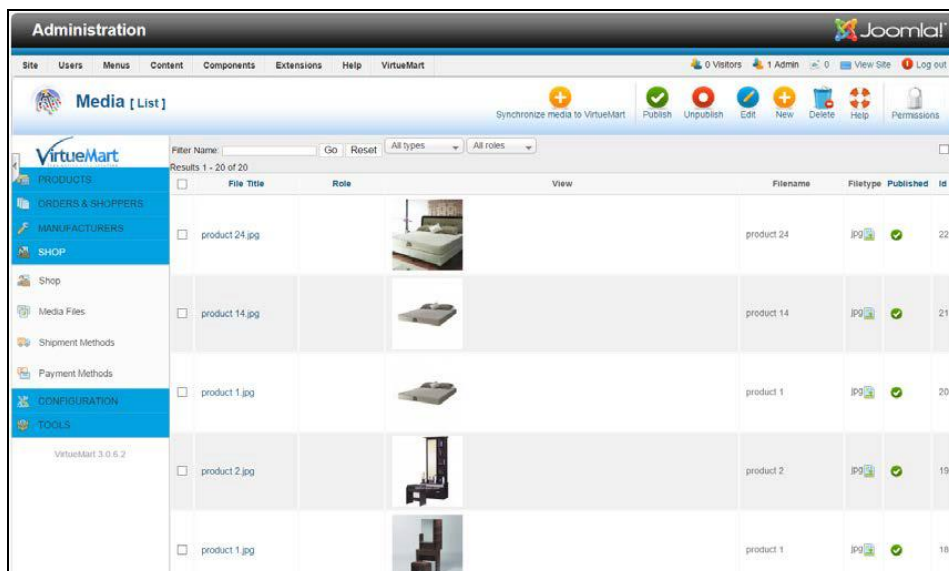 Administration
Joomla!
Site Users Menus Content Components Extensions Help VirtueMart 0 Visitors 1 Admin 0 View Site Log out
Media [ List ]
Synchronize media to VirtueMart Publish Unpublish Edit New Delete Help Permissions
VirtueMart
Filter Name: Go Reset All types All roles
Results 1 - 20 of 20
File Title Role View Filename Filetype Published Id
PRODUCTS
ORDERS & SHOPPERS
MANUFACTURERS
SHOP
Shop
Media Files
Shipment Methods
Payment Methods
CONFIGURATION
TOOLS
VirtueMart 3.0.6.2
product 24.jpg product 24 jpg 22
product 14.jpg product 14 jpg 21
product 1.jpg product 1 jpg 20
product 2.jpg product 2 jpg 19
product 1.jpg product 1 jpg 18